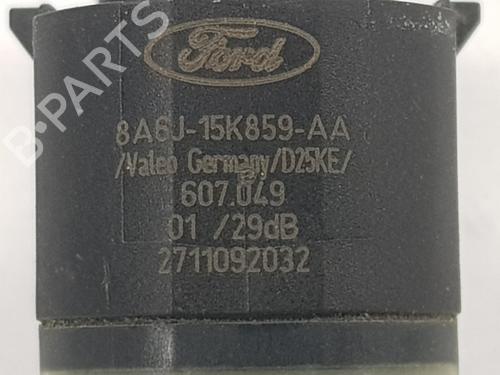 Ford
8A6J-15K859-AA
/Valeo Germany/D25KE/
607.049
01 /29dB
2711092032
B-PARTS